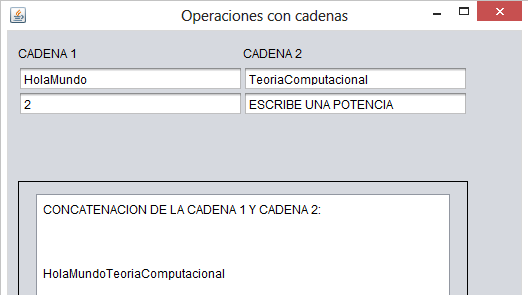 Operaciones con cadenas
CADENA 1 CADENA 2
HolaMundo TeoriaComputacional
2 ESCRIBE UNA POTENCIA
CONCATENACION DE LA CADENA 1 Y CADENA 2:
HolaMundoTeoriaComputacional